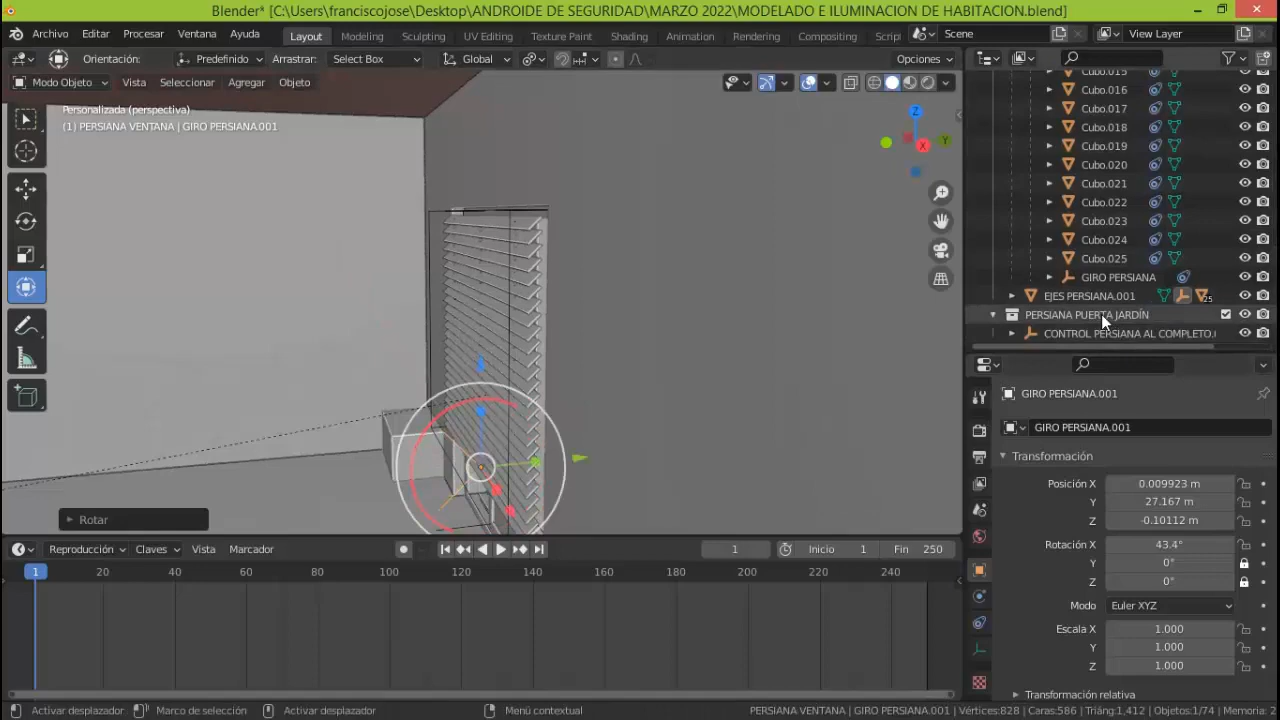 Blender* [C:\Users\franciscojose\Desktop\ANDROIDE DE SEGURIDAD\MARZO 2022\MODELADO E ILUMINACION DE HABITACION.blend]
Archivo Editar Procesar Ventana Ayuda Layout Modeling Sculpting UV Editing Texture Paint Shading Animation Rendering Compositing Script Scene View Layer
Orientación: Predefinido Arrastrar: Select Box Global Opciones
Modo Objeto Vista Seleccionar Agregar Objeto
Personalizada (perspectiva)
(1) PERSIANA VENTANA | GIRO PERSIANA.001
Z
Y
X
Rotar
Cubo.015
Cubo.016
Cubo.017
Cubo.018
Cubo.019
Cubo.020
Cubo.021
Cubo.022
Cubo.023
Cubo.024
Cubo.025
GIRO PERSIANA
EJES PERSIANA.001 25
PERSIANA PUERTA JARDÍN
CONTROL PERSIANA AL COMPLETO.
GIRO PERSIANA.001
GIRO PERSIANA.001
Transformación
Posición X 0.009923 m
Y 27.167 m
Z -0.10112 m
Rotación X 43.4°
Y 0°
Z 0°
Modo Euler XYZ
Escala X 1.000
Y 1.000
Z 1.000
Transformación relativa
Reproducción Claves Vista Marcador 1 Inicio 1 Fin 250
1 20 40 60 80 100 120 140 160 180 200 220 240
Activar desplazador Marco de selección Activar desplazador Menú contextual PERSIANA VENTANA | GIRO PERSIANA.001 | Vértices:828 | Caras:586 | Triáng:1,412 | Objetos:1/74 | Memoria: 2